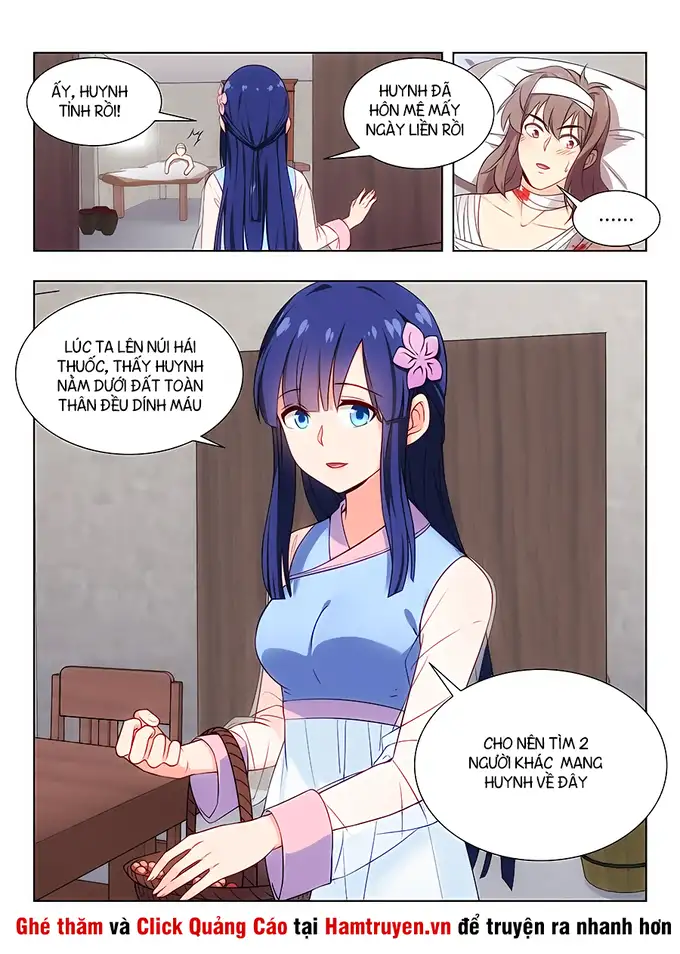 ẤY, HUYNH
TỈNH RỒI!
HUYNH ĐÃ
HÔN MÊ MẤY
NGÀY LIỀN RỒI
......
LÚC TA LÊN NÚI HÁI
THUỐC, THẤY HUYNH
NẰM DƯỚI ĐẤT TOÀN
THÂN ĐỀU DÍNH MÁU
CHO NÊN TÌM 2
NGƯỜI KHÁC MANG
HUYNH VỀ ĐÂY
Ghé thăm và Click Quảng Cáo tại Hamtruyen.vn để truyện ra nhanh hơn